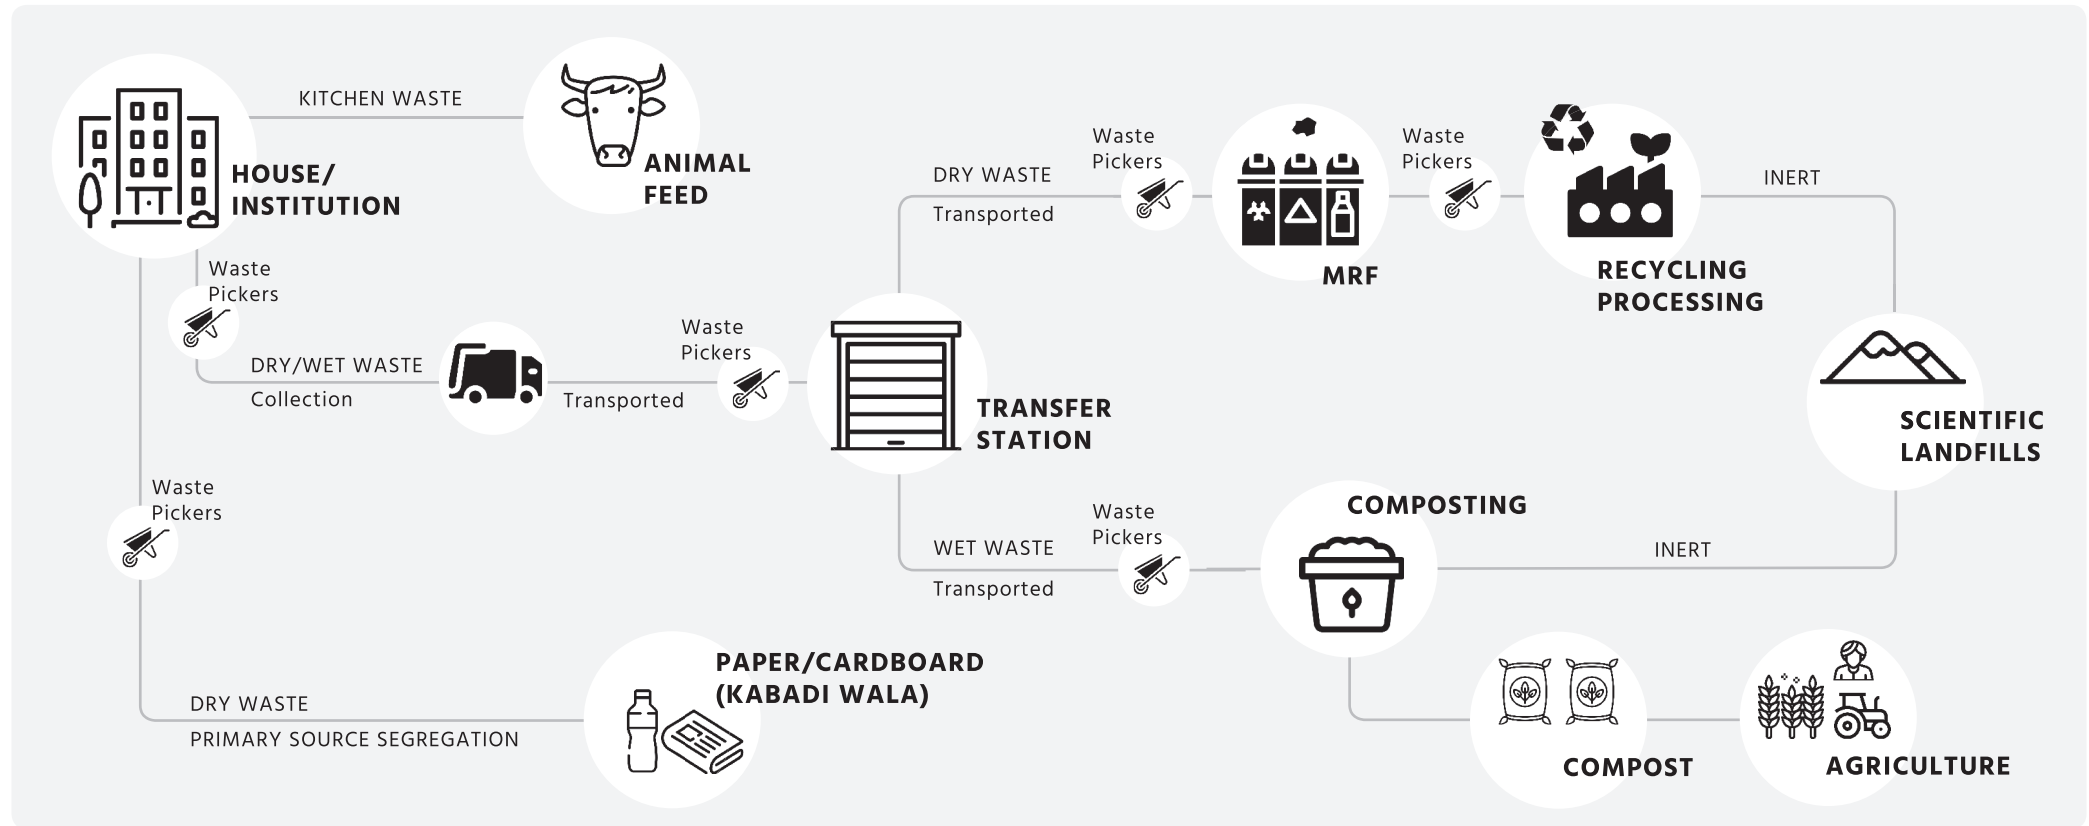 KITCHEN WASTE
HOUSE/
INSTITUTION
ANIMAL
FEED
Waste
Pickers
DRY/WET WASTE
Collection
Transported
Waste
Pickers
TRANSFER
STATION
DRY WASTE
Transported
Waste
Pickers
MRF
Waste
Pickers
RECYCLING
PROCESSING
INERT
SCIENTIFIC
LANDFILLS
WET WASTE
Transported
Waste
Pickers
COMPOSTING
INERT
COMPOST
AGRICULTURE
Waste
Pickers
DRY WASTE
PRIMARY SOURCE SEGREGATION
PAPER/CARDBOARD
(KABADI WALA)